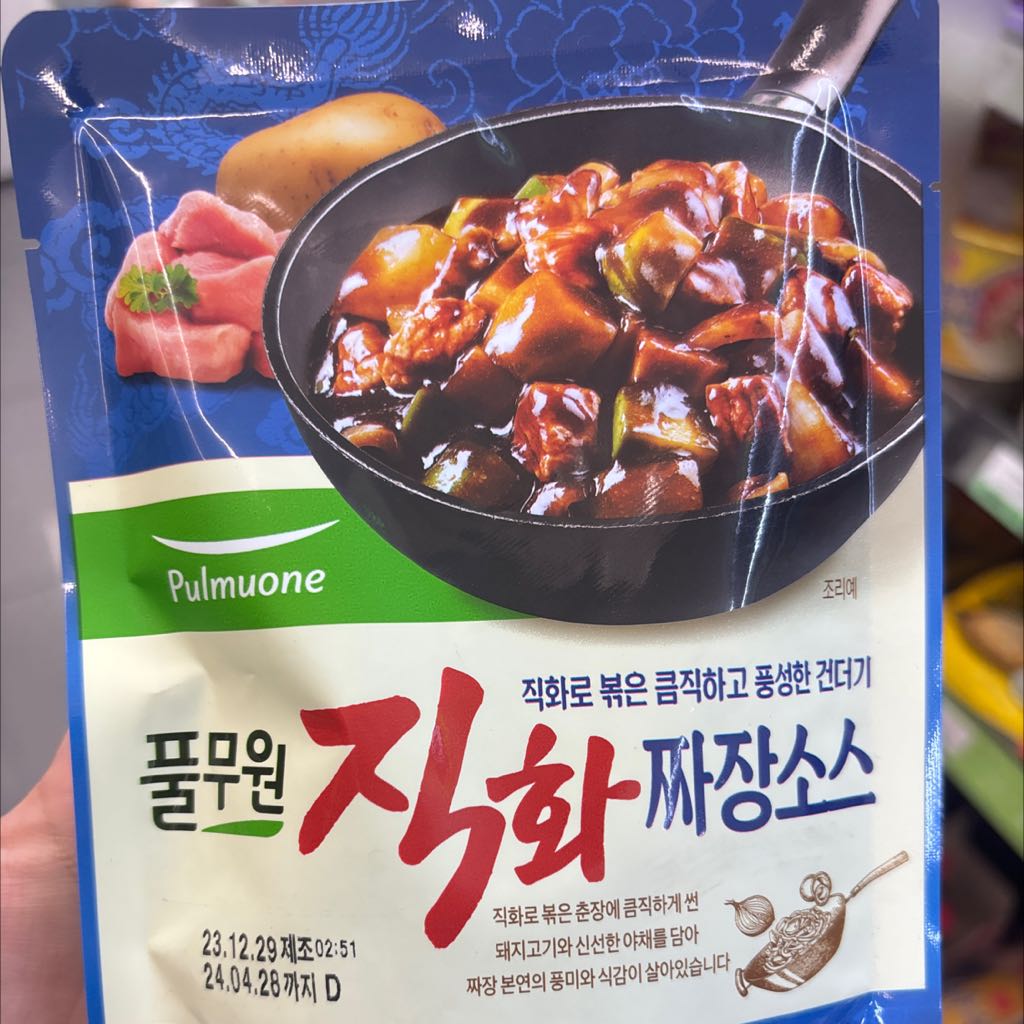 Pulmuone
조리예
직화로 볶은 큼직하고 풍성한 건더기
풀무원 직화 짜장소스
직화로 볶은 춘장에 큼직하게 썬
돼지고기와 신선한 야채를 담아
짜장 본연의 풍미와 식감이 살아있습니다
23.12.29 제조 02:51
24.04.28 까지 D